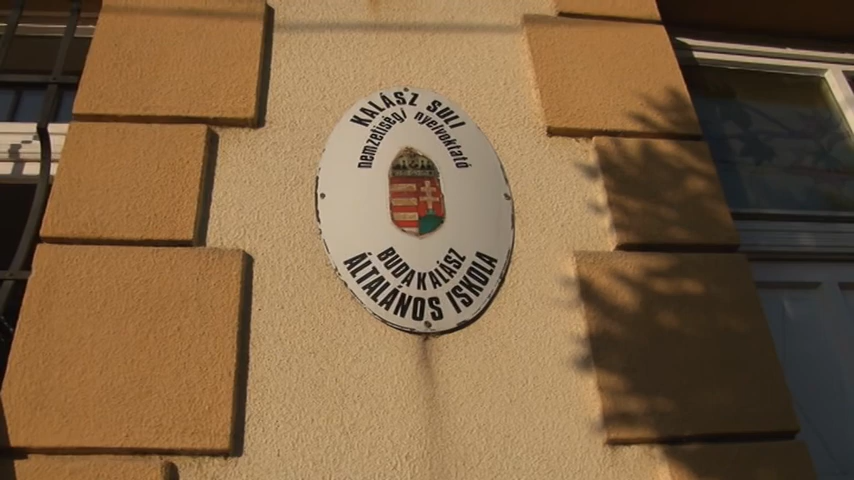 KALÁSZ SULI
nemzetiségi nyelvoktató
BUDAKALÁSZ
ÁLTALÁNOS ISKOLA